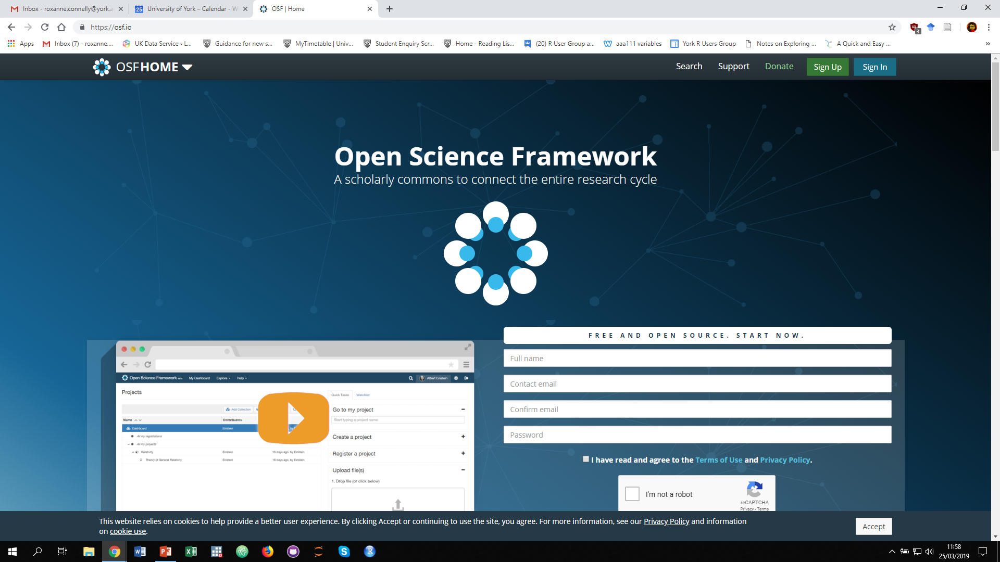 Inbox - roxanne.connelly@york.a
University of York – Calendar - W
OSF | Home
https://osf.io
3
Apps
Inbox (7) - roxanne....
UK Data Service › L...
Guidance for new s...
MyTimetable | Univ...
Student Enquiry Scr...
Home - Reading Lis...
(20) R User Group a...
aaa111 variables
York R Users Group
Notes on Exploring ...
A Quick and Easy ...
»
OSFHOME
Search
Support
Donate
Sign Up
Sign In
Open Science Framework
A scholarly commons to connect the entire research cycle
FREE AND OPEN SOURCE. START NOW.
Full name
Contact email
Confirm email
Password
I have read and agree to the Terms of Use and Privacy Policy.
I'm not a robot
reCAPTCHA
Privacy - Terms
Open Science Framework BETA
My Dashboard
Explore
Help
Albert Einstein
Projects
Quick Tasks
Watchlist
Add Collection
Go to my project
Start typing a project name
Name
Contributors
Dashboard
Einstein
by Einstein
All my registrations
Create a project
All my projects
Relativity
Einstein
16 days ago, by Einstein
Register a project
Theory of General Relativity
Einstein
16 days ago, by Einstein
Upload file(s)
1. Drop file (or click below)
This website relies on cookies to help provide a better user experience. By clicking Accept or continuing to use the site, you agree. For more information, see our Privacy Policy and information
on cookie use.
Accept
11:58
25/03/2019